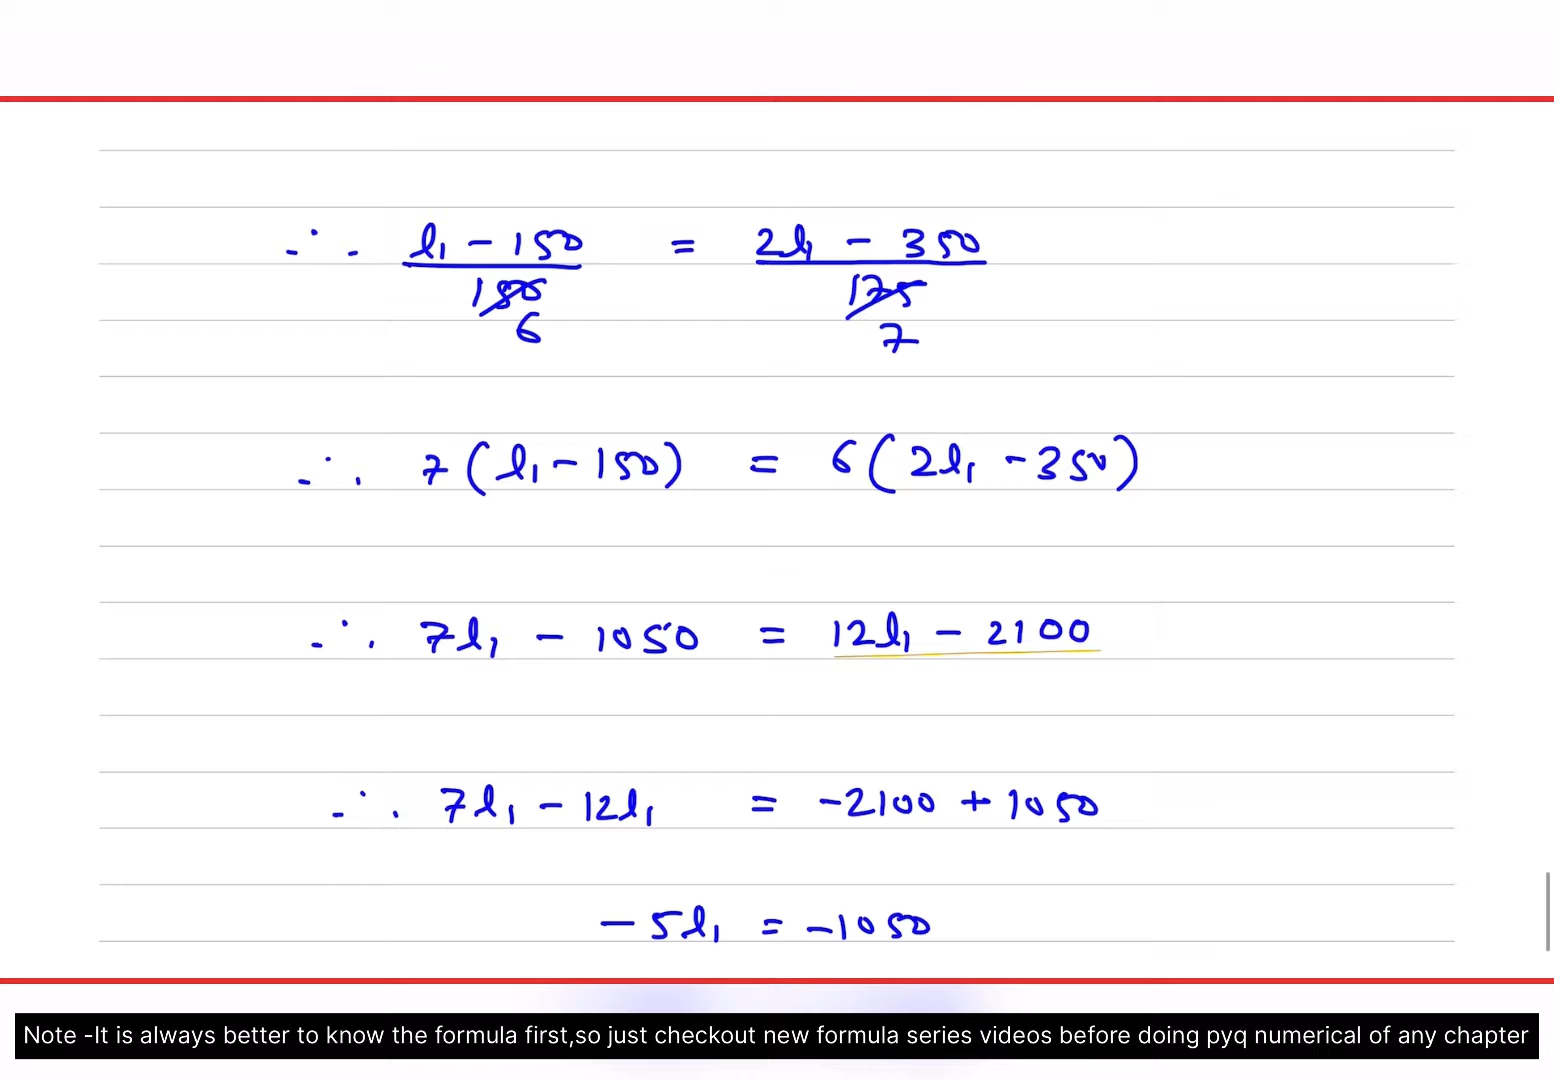 ∴ l₁ - 150 = 2l₁ - 350
150 175
6 7
∴ 7(l₁ - 150) = 6(2l₁ - 350)
∴ 7l₁ - 1050 = 12l₁ - 2100
∴ 7l₁ - 12l₁ = -2100 + 1050
-5l₁ = -1050
Note -It is always better to know the formula first,so just checkout new formula series videos before doing pyq numerical of any chapter